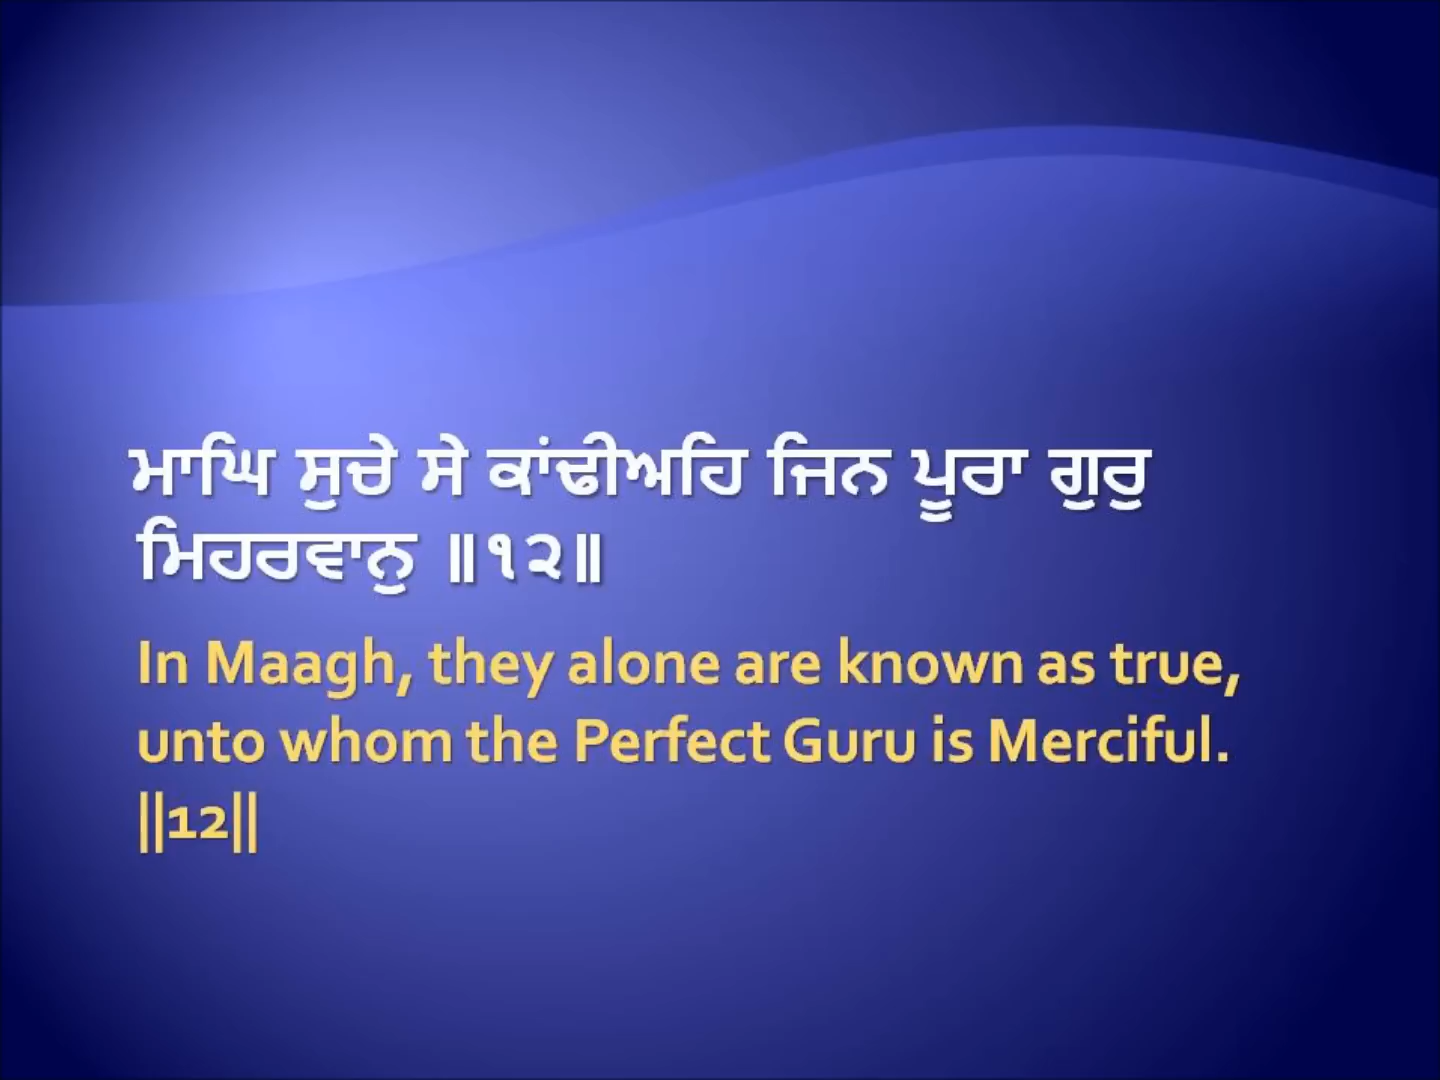 ਮਾਘਿ ਸੁਚੇ ਸੇ ਕਾਂਢੀਅਹਿ ਜਿਨ ਪੂਰਾ ਗੁਰੁ
ਮਿਹਰਵਾਨੁ ॥੧੨॥
In Maagh, they alone are known as true,
unto whom the Perfect Guru is Merciful.
||12||